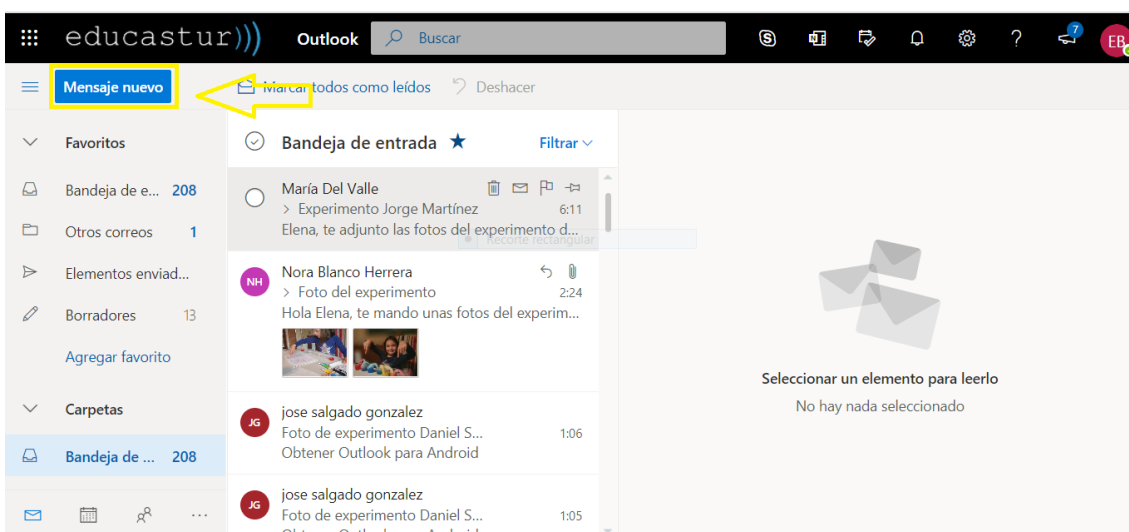 educastur)))
Outlook
Buscar
7
EB
Mensaje nuevo
Marcar todos como leídos
Deshacer
Favoritos
Bandeja de e... 208
Otros correos 1
Elementos enviad...
Borradores 13
Agregar favorito
Carpetas
Bandeja de ... 208
Bandeja de entrada
Filtrar
María Del Valle
> Experimento Jorge Martínez 6:11
Elena, te adjunto las fotos del experimento d...
Recorte rectangular
NH
Nora Blanco Herrera
> Foto del experimento 2:24
Hola Elena, te mando unas fotos del experim...
JG
jose salgado gonzalez
Foto de experimento Daniel S... 1:06
Obtener Outlook para Android
JG
jose salgado gonzalez
Foto de experimento Daniel S... 1:05
Seleccionar un elemento para leerlo
No hay nada seleccionado